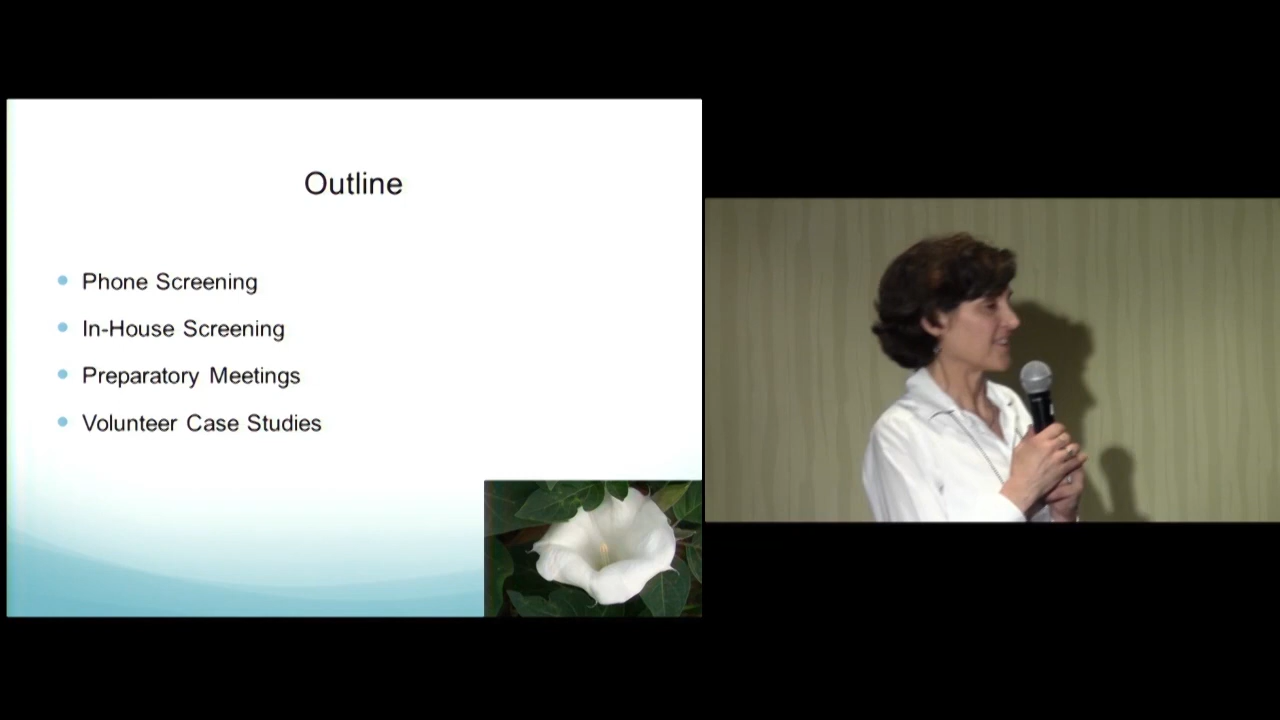 Outline
Phone Screening
In-House Screening
Preparatory Meetings
Volunteer Case Studies